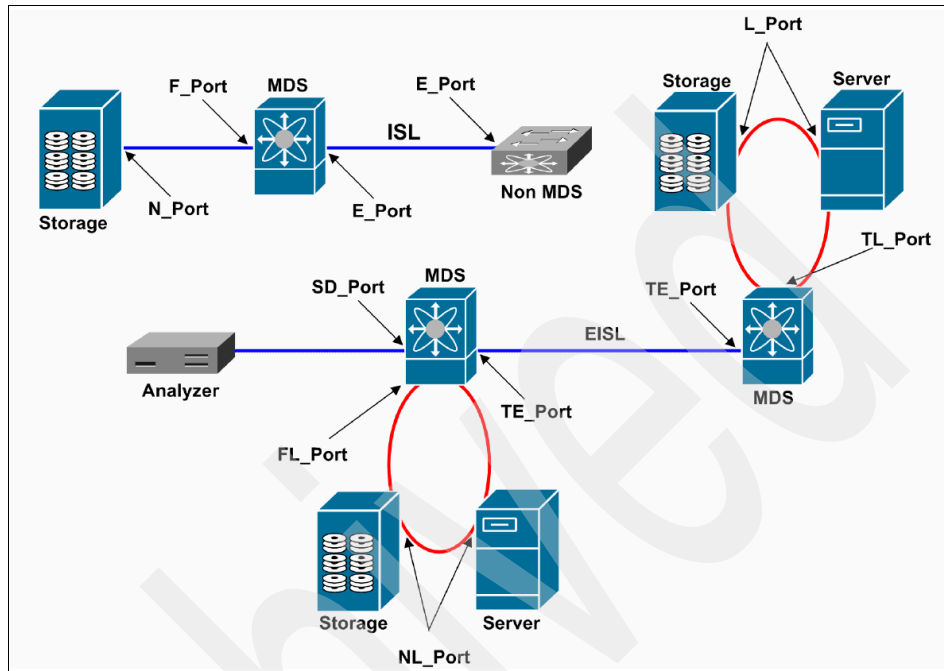 L_Port
MDS
F_Port
E_Port
Storage
Server
ISL
N_Port
E_Port
Non MDS
Storage
TL_Port
MDS
SD_Port
TE_Port
EISL
Analyzer
TE_Port
MDS
FL_Port
Storage
Server
NL_Port